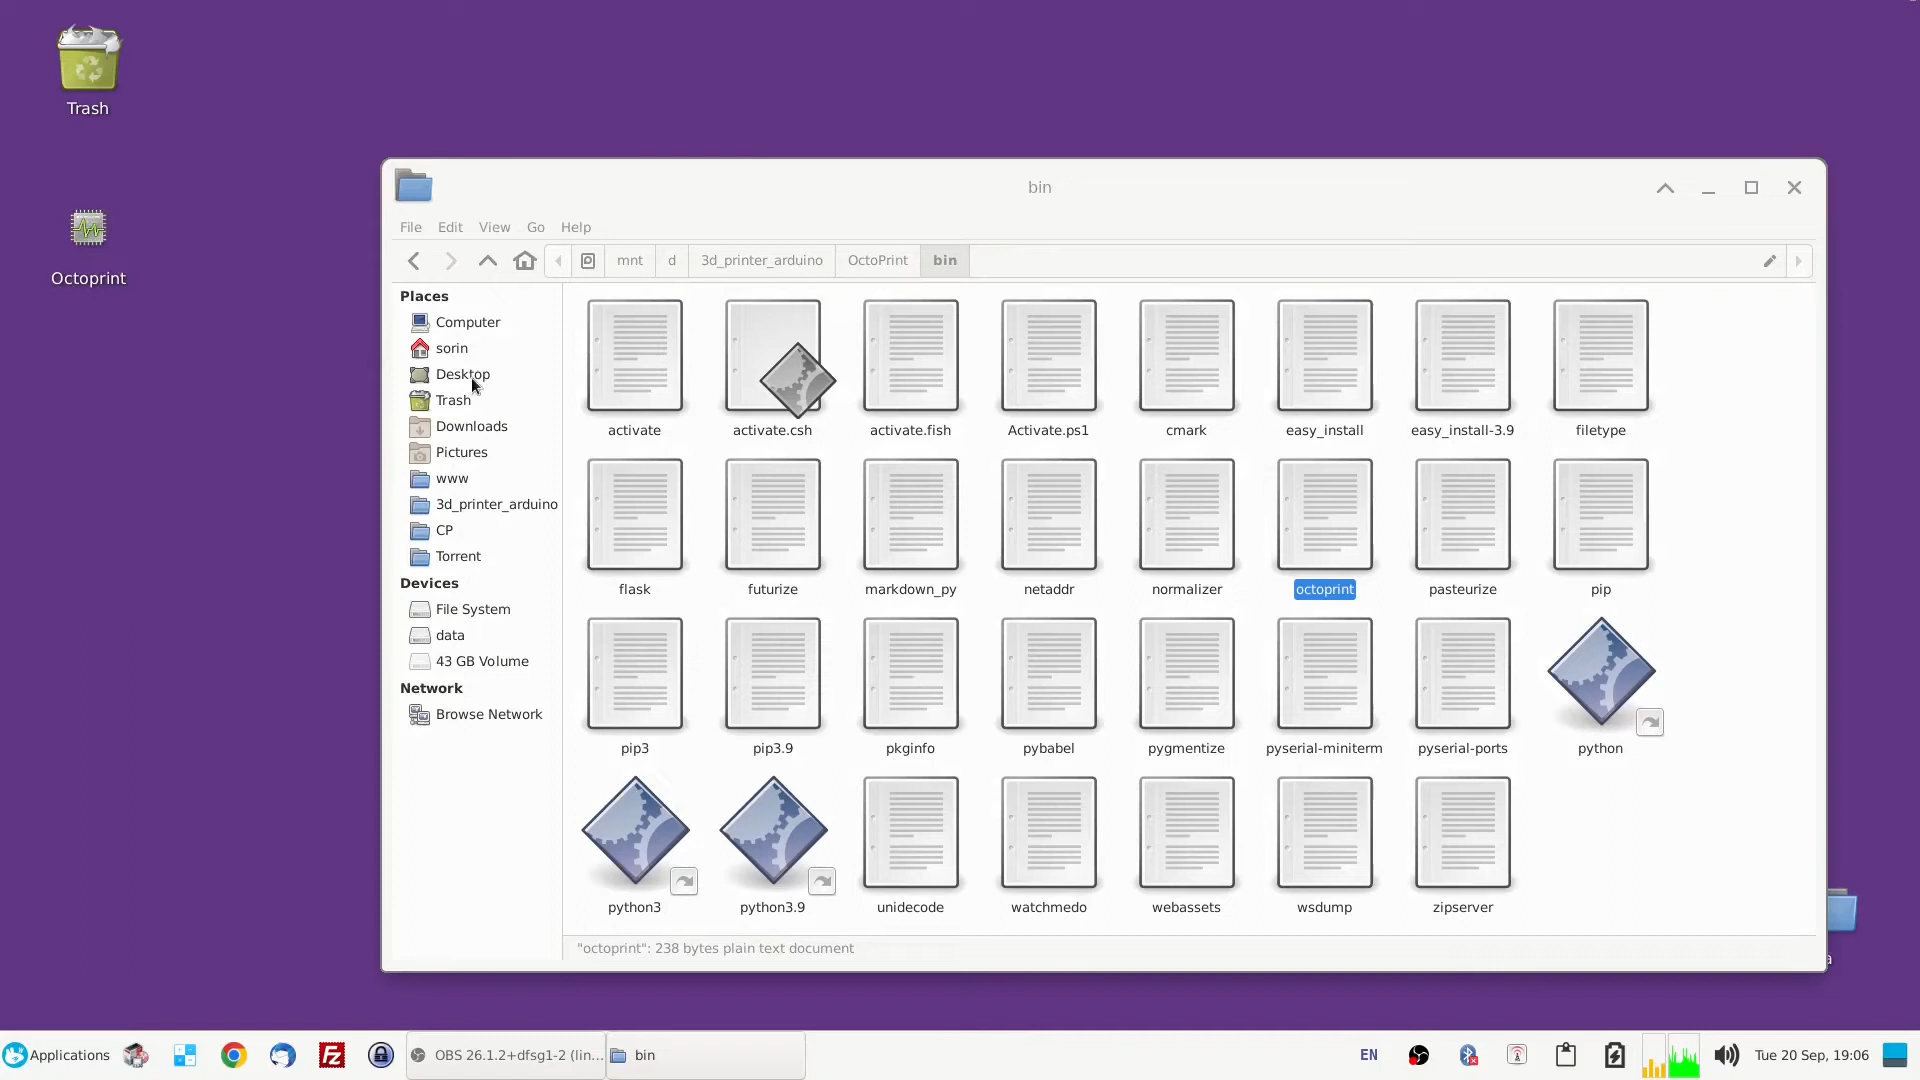 Trash
Octoprint
bin
File Edit View Go Help
mnt d 3d_printer_arduino OctoPrint bin
Places
Computer
sorin
Desktop
Trash
Downloads
Pictures
www
3d_printer_arduino
CP
Torrent
Devices
File System
data
43 GB Volume
Network
Browse Network
activate activate.csh activate.fish Activate.ps1 cmark easy_install easy_install-3.9 filetype
flask futurize markdown_py netaddr normalizer octoprint pasteurize pip
pip3 pip3.9 pkginfo pybabel pygmentize pyserial-miniterm pyserial-ports python
python3 python3.9 unidecode watchmedo webassets wsdump zipserver
"octoprint": 238 bytes plain text document
a
Applications FZ OBS 26.1.2+dfsg1-2 (lin... bin EN Tue 20 Sep, 19:06